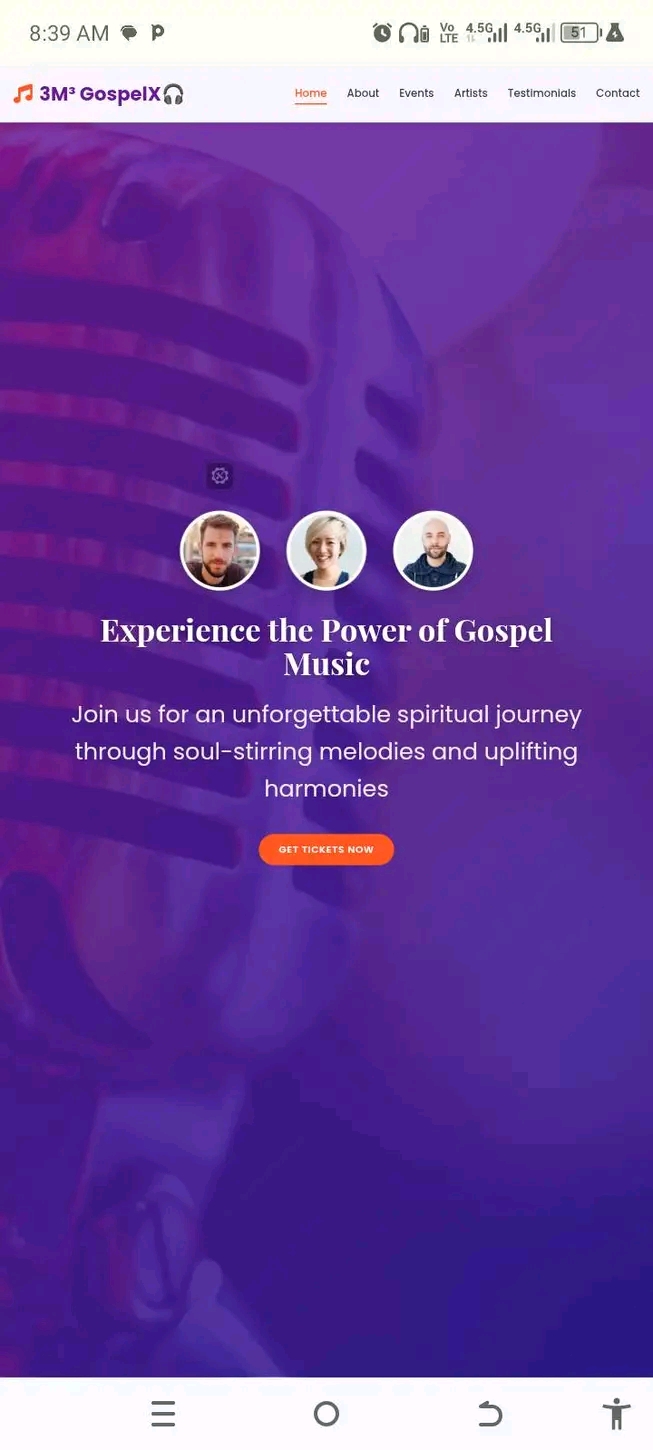 8:39 AM
Vo LTE 4.5G 4.5G 51
3M³ GospelX
Home About Events Artists Testimonials Contact
Experience the Power of Gospel
Music
Join us for an unforgettable spiritual journey
through soul-stirring melodies and uplifting
harmonies
GET TICKETS NOW